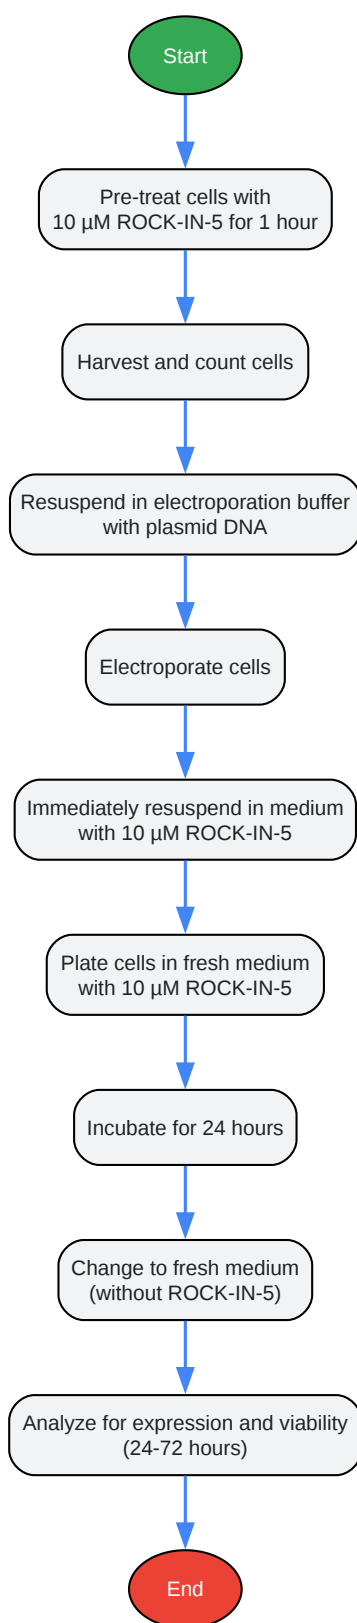 Start
Pre-treat cells with
10 µM ROCK-IN-5 for 1 hour
Harvest and count cells
Resuspend in electroporation buffer
with plasmid DNA
Electroporate cells
Immediately resuspend in medium
with 10 µM ROCK-IN-5
Plate cells in fresh medium
with 10 µM ROCK-IN-5
Incubate for 24 hours
Change to fresh medium
(without ROCK-IN-5)
Analyze for expression and viability
(24-72 hours)
End